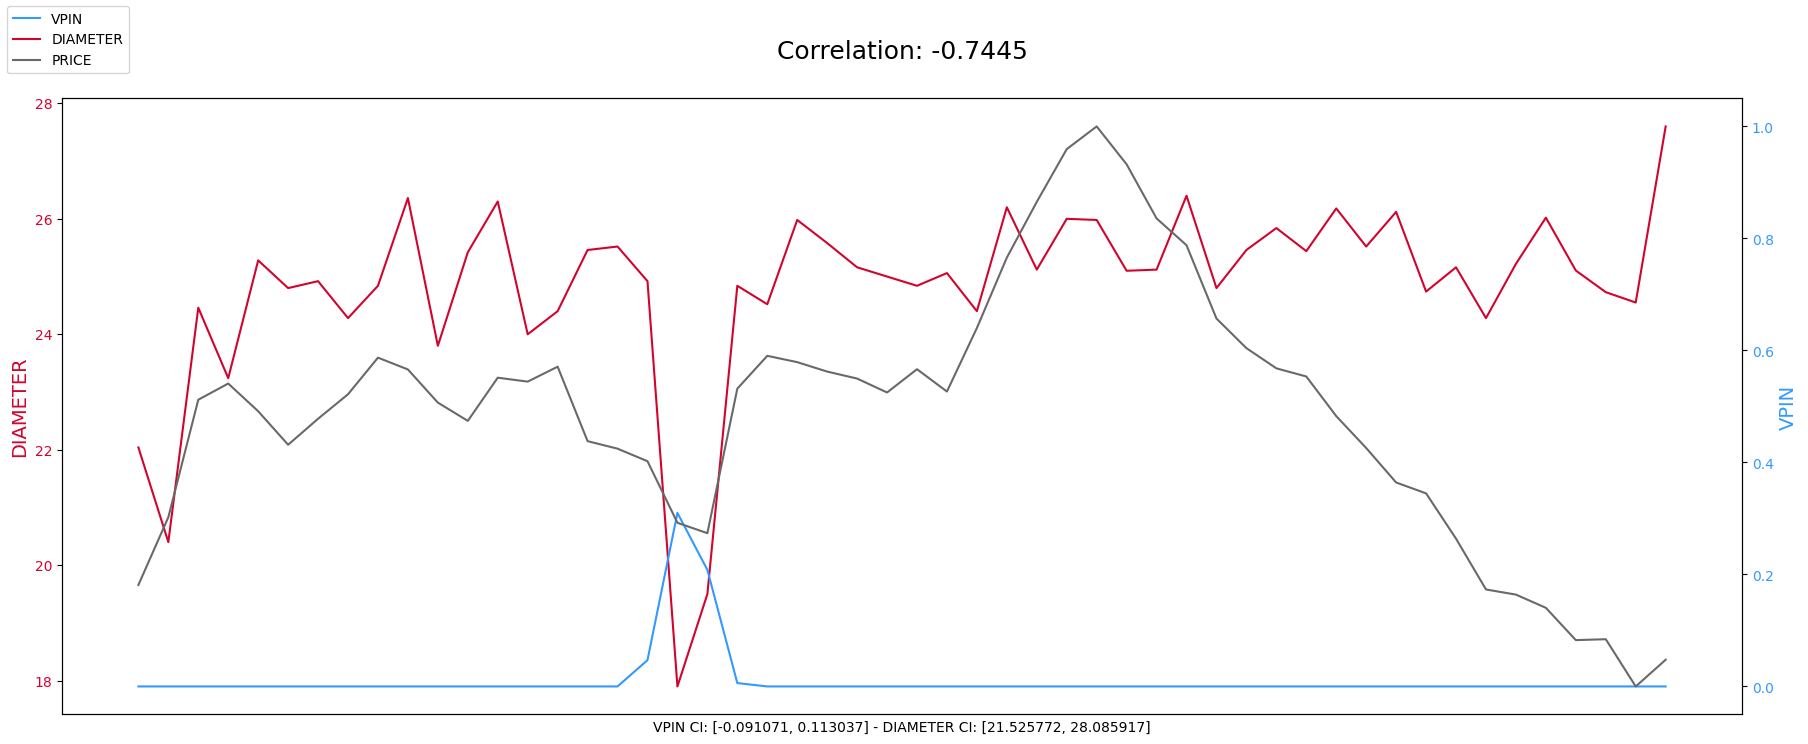 VPIN
DIAMETER
PRICE
Correlation: -0.7445
28
26
24
22
20
18
DIAMETER
1.0
0.8
0.6
0.4
0.2
0.0
VPIN
VPIN CI: [-0.091071, 0.113037] - DIAMETER CI: [21.525772, 28.085917]